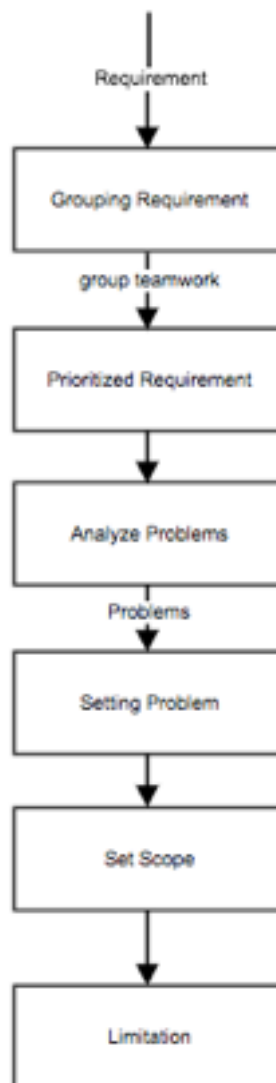 Requirement
Grouping Requirement
group teamwork
Prioritized Requirement
Analyze Problems
Problems
Setting Problem
Set Scope
Limitation